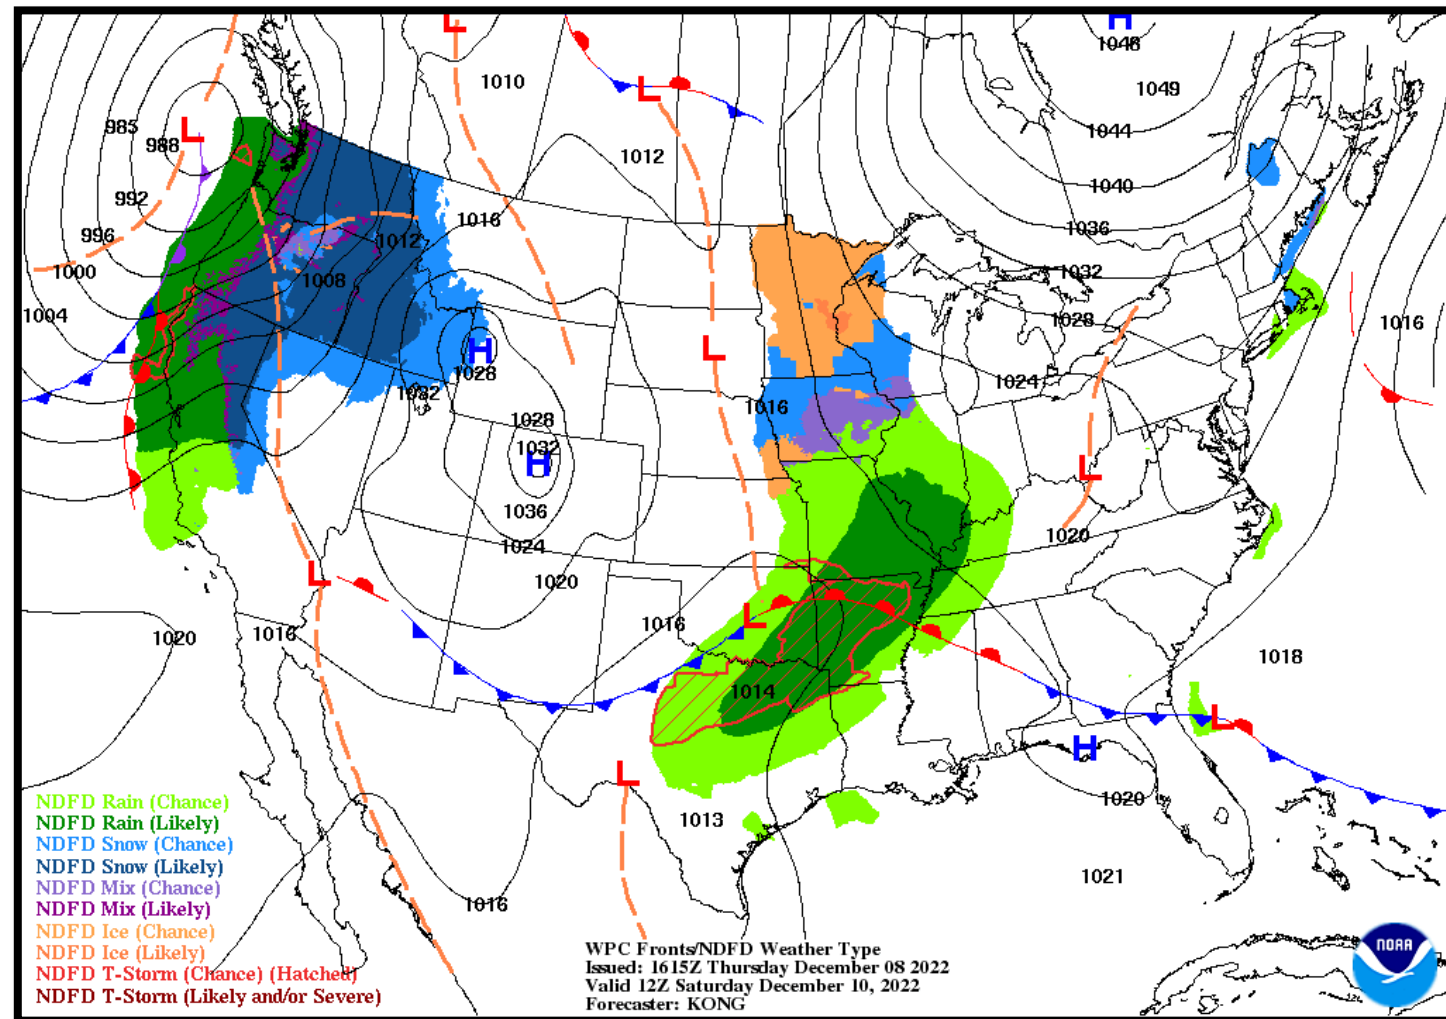 L
H
1048
1010
1049
L
985
L
1044
988
1012
1040
992
1016
1036
996
1012
1032
1000
1008
1028
1004
1016
L
H
1028
1024
1032
1016
1028
1032
H
L
1036
1020
1024
L
1020
1016
L
1020
1016
1018
1014
L
H
L
1020
1013
1021
1016
NDFD Rain (Chance)
NDFD Rain (Likely)
NDFD Snow (Chance)
NDFD Snow (Likely)
NDFD Mix (Chance)
NDFD Mix (Likely)
NDFD Ice (Chance)
NDFD Ice (Likely)
NDFD T-Storm (Chance) (Hatched)
NDFD T-Storm (Likely and/or Severe)
WPC Fronts/NDFD Weather Type
Issued: 1615Z Thursday December 08 2022
Valid 12Z Saturday December 10, 2022
Forecaster: KONG
NOAA